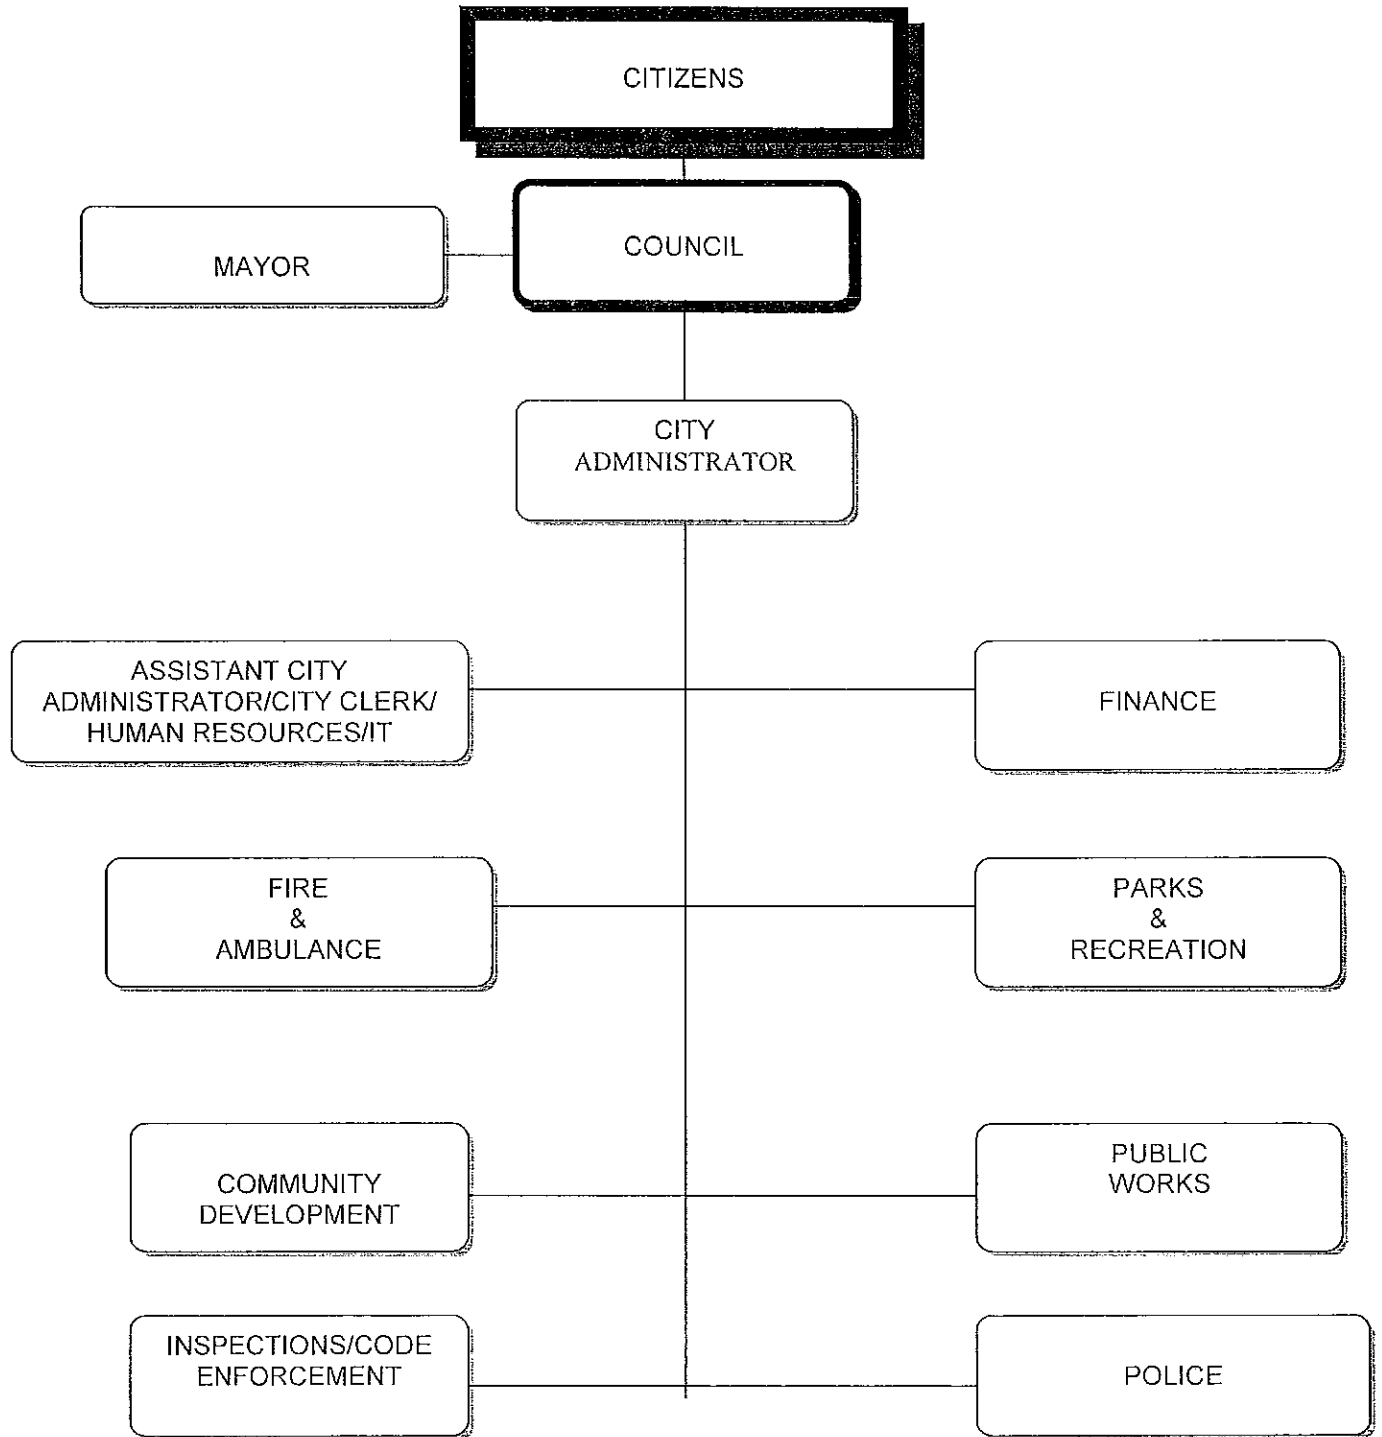 CITIZENS
COUNCIL
MAYOR
CITY
ADMINISTRATOR
ASSISTANT CITY
ADMINISTRATOR/CITY CLERK/
HUMAN RESOURCES/IT
FINANCE
FIRE
&
AMBULANCE
PARKS
&
RECREATION
COMMUNITY
DEVELOPMENT
PUBLIC
WORKS
INSPECTIONS/CODE
ENFORCEMENT
POLICE